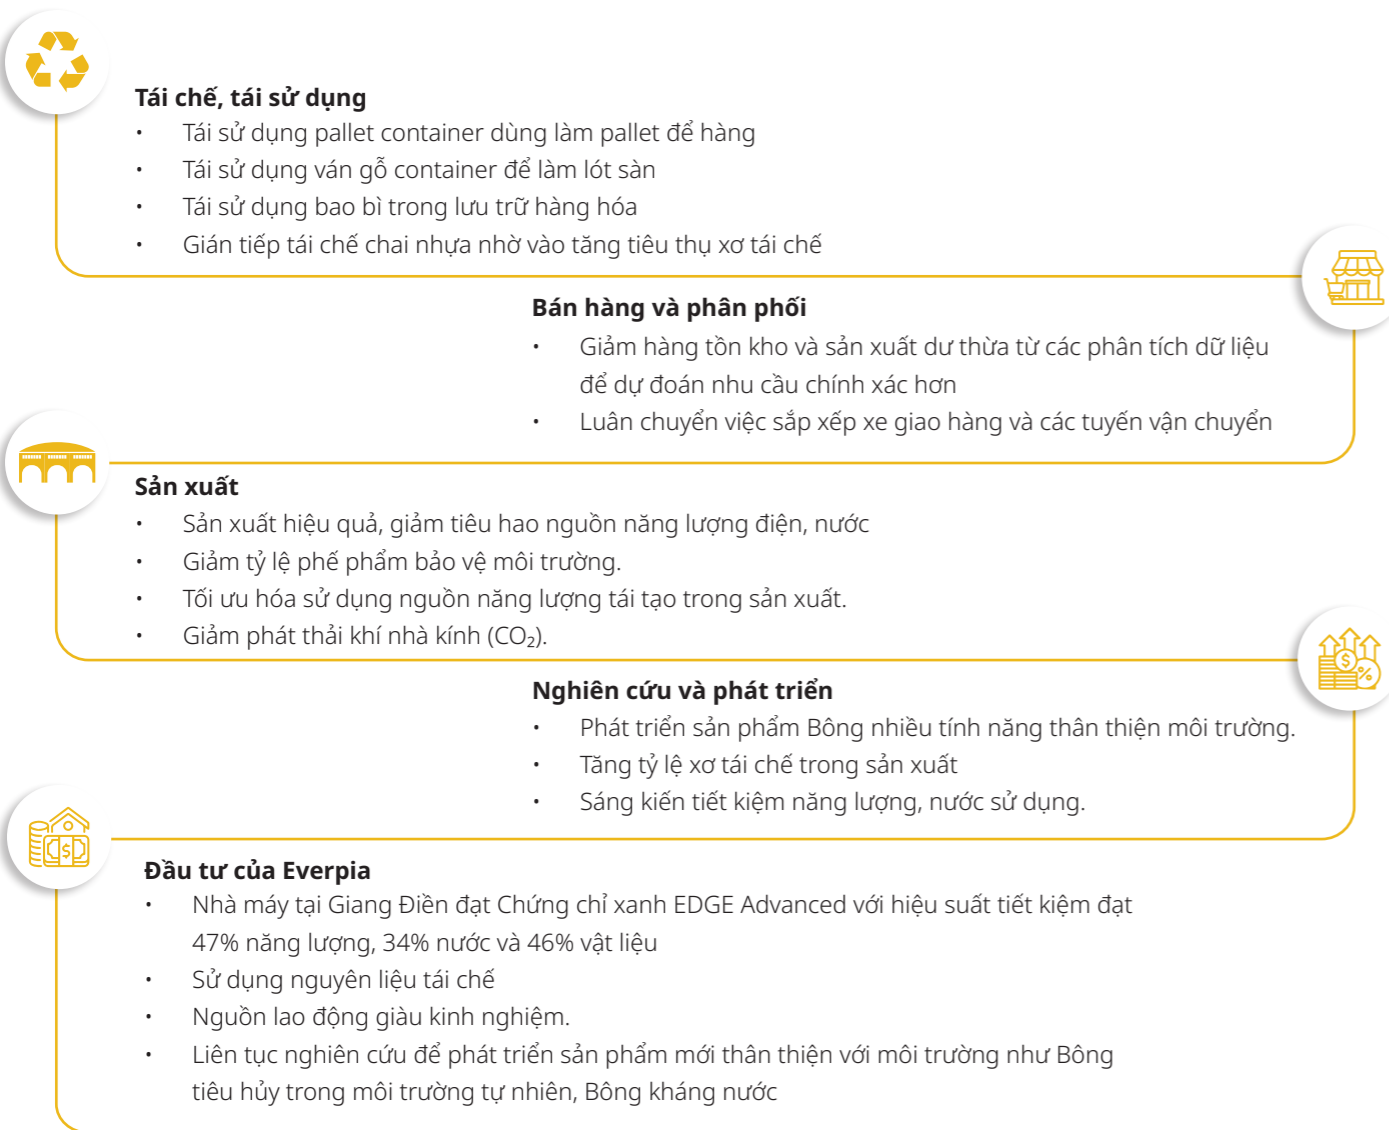 Tái chế, tái sử dụng
• Tái sử dụng pallet container dùng làm pallet để hàng
• Tái sử dụng ván gỗ container để làm lót sàn
• Tái sử dụng bao bì trong lưu trữ hàng hóa
• Gián tiếp tái chế chai nhựa nhờ vào tăng tiêu thụ xơ tái chế
Bán hàng và phân phối
• Giảm hàng tồn kho và sản xuất dư thừa từ các phân tích dữ liệu
để dự đoán nhu cầu chính xác hơn
• Luân chuyển việc sắp xếp xe giao hàng và các tuyến vận chuyển
Sản xuất
• Sản xuất hiệu quả, giảm tiêu hao nguồn năng lượng điện, nước
• Giảm tỷ lệ phế phẩm bảo vệ môi trường.
• Tối ưu hóa sử dụng nguồn năng lượng tái tạo trong sản xuất.
• Giảm phát thải khí nhà kính (CO₂).
Nghiên cứu và phát triển
• Phát triển sản phẩm Bông nhiều tính năng thân thiện môi trường.
• Tăng tỷ lệ xơ tái chế trong sản xuất
• Sáng kiến tiết kiệm năng lượng, nước sử dụng.
Đầu tư của Everpia
• Nhà máy tại Giang Điền đạt Chứng chỉ xanh EDGE Advanced với hiệu suất tiết kiệm đạt
47% năng lượng, 34% nước và 46% vật liệu
• Sử dụng nguyên liệu tái chế
• Nguồn lao động giàu kinh nghiệm.
• Liên tục nghiên cứu để phát triển sản phẩm mới thân thiện với môi trường như Bông
tiêu hủy trong môi trường tự nhiên, Bông kháng nước